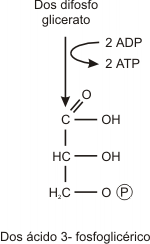 Dos difosfo
glicerato
2 ADP
2 ATP
O
C OH
HC OH
H₂C O P
Dos ácido 3- fosfoglicérico